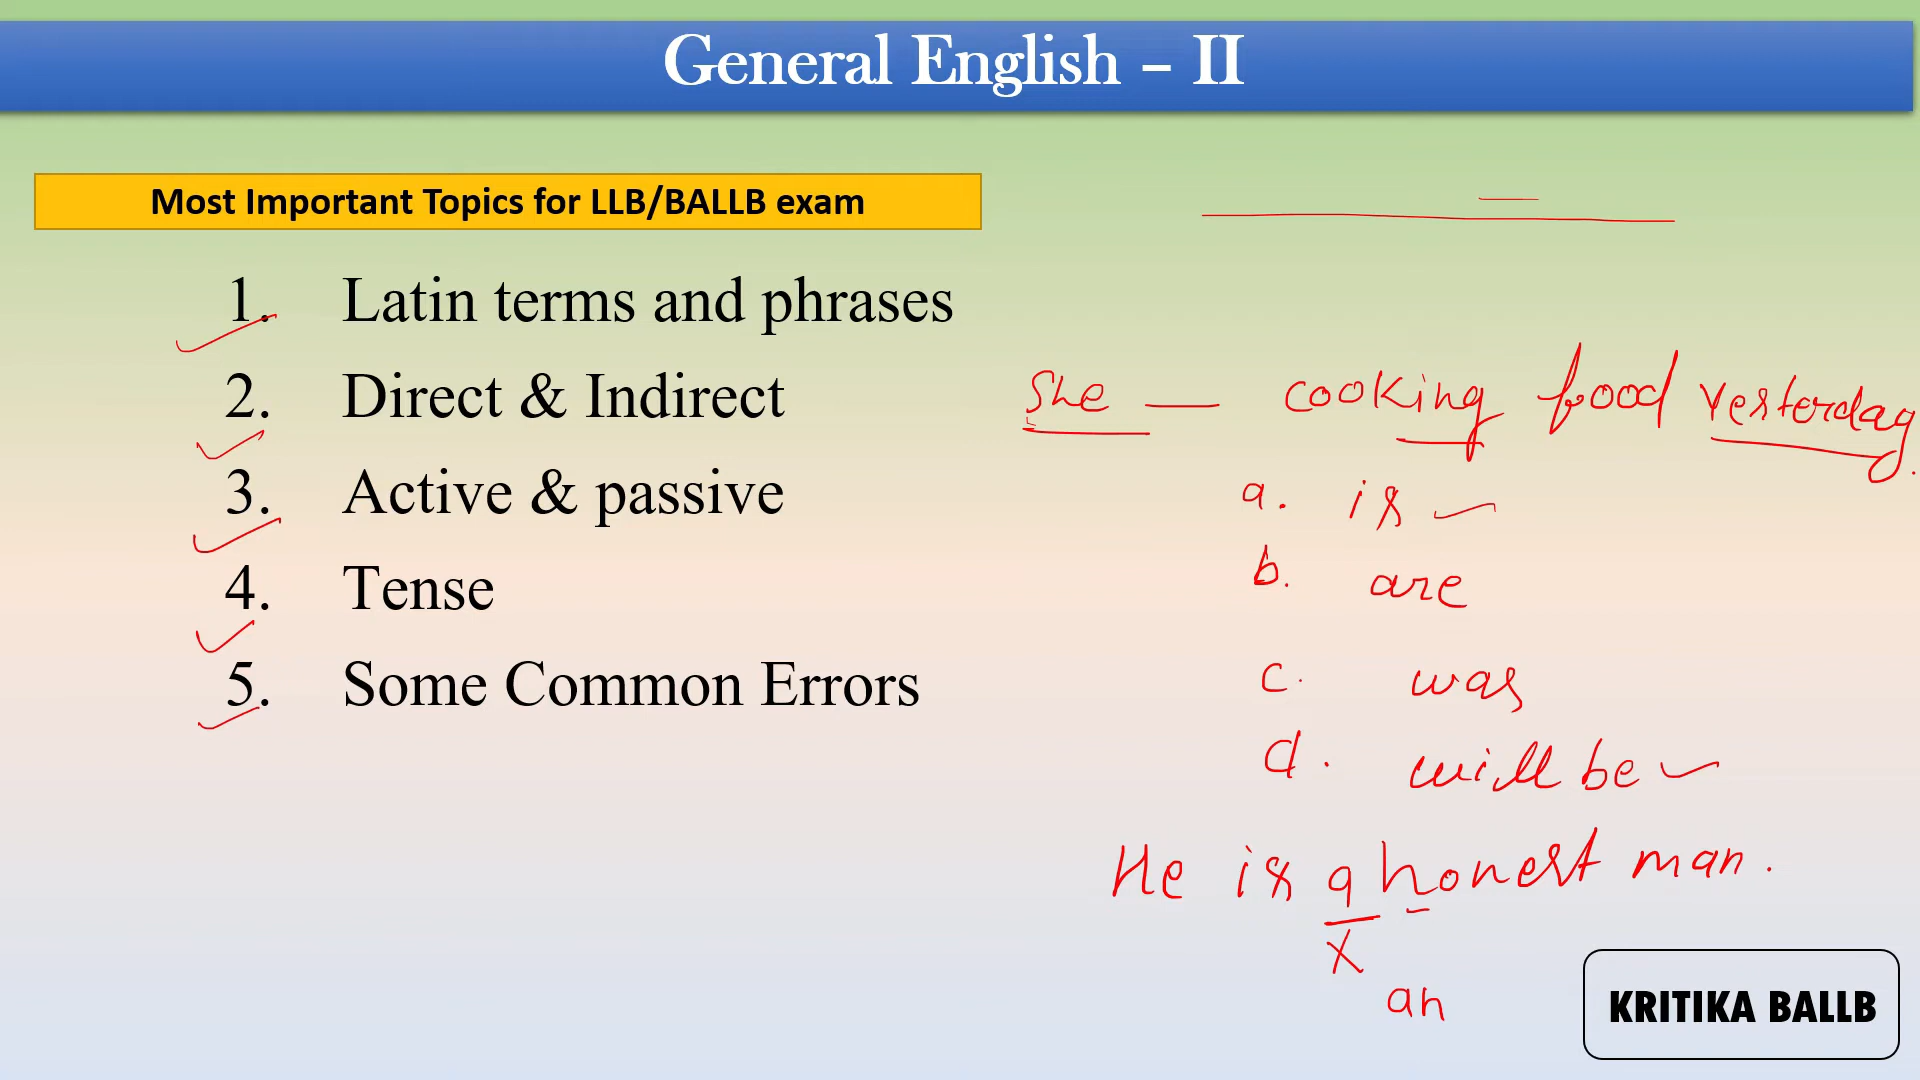 General English – II
Most Important Topics for LLB/BALLB exam
1. Latin terms and phrases
2. Direct & Indirect
3. Active & passive
4. Tense
5. Some Common Errors
She __ cooking food yesterday.
a. is
b. are
c. was
d. will be
He is a honest man.
x
an
KRITIKA BALLB